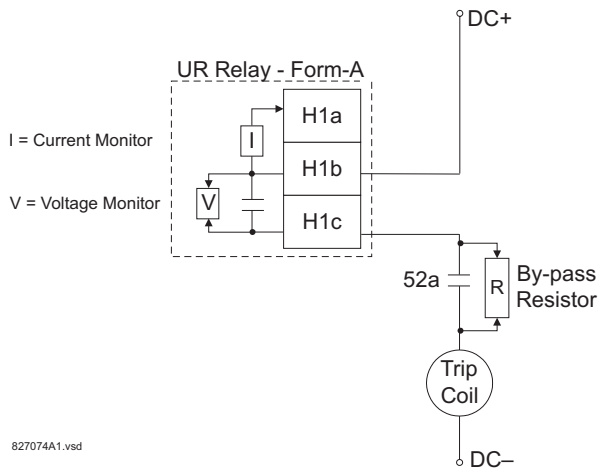 DC+
UR Relay - Form-A
H1a
I = Current Monitor
I
H1b
V = Voltage Monitor
V
H1c
52a
R
By-pass
Resistor
Trip
Coil
827074A1.vsd
DC–